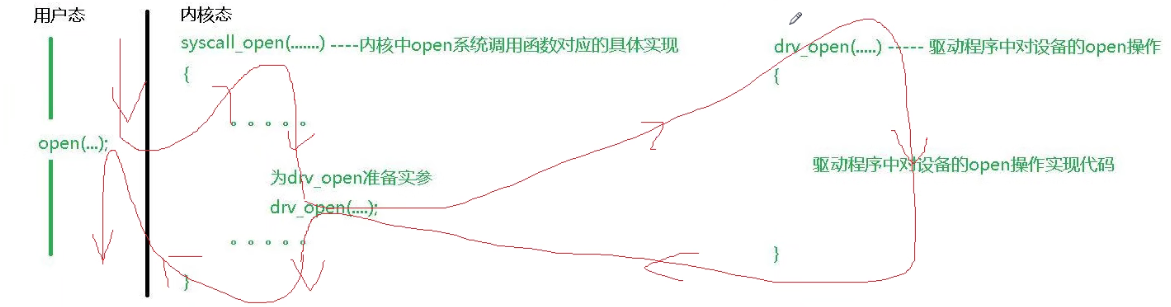 用户态
内核态
syscall_open(.......) ----内核中open系统调用函数对应的具体实现
{
。。。。。
open(...);
为drv_open准备实参
drv_open(....);
。。。。。
}
drv_open(.....) ----- 驱动程序中对设备的open操作
{
驱动程序中对设备的open操作实现代码
}